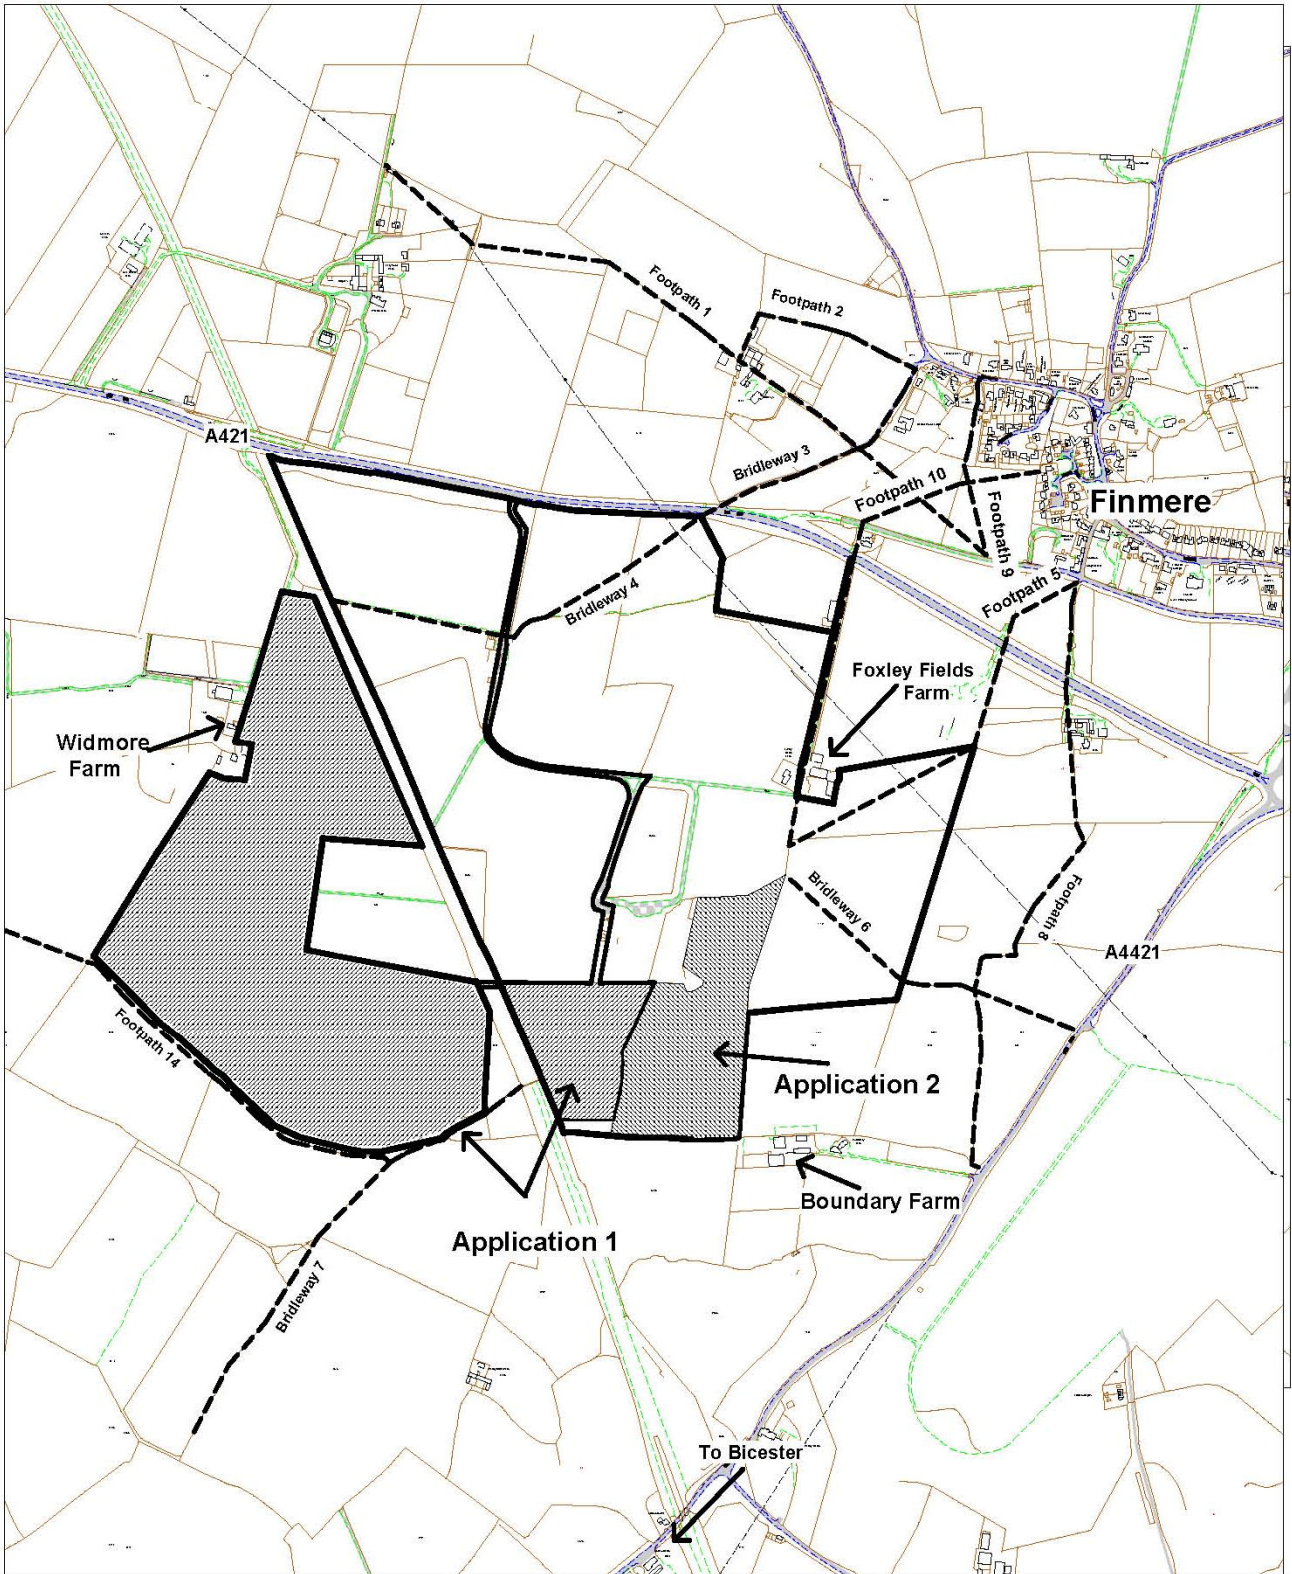 Footpath 1
Footpath 2
A421
Bridleway 3
Footpath 10
Finmere
Footpath 9
Footpath 5
Bridleway 4
Foxley Fields
Farm
Widmore
Farm
Bridleway 6
Footpath 8
A4421
Footpath 14
Application 2
Boundary Farm
Application 1
Bridleway 7
To Bicester